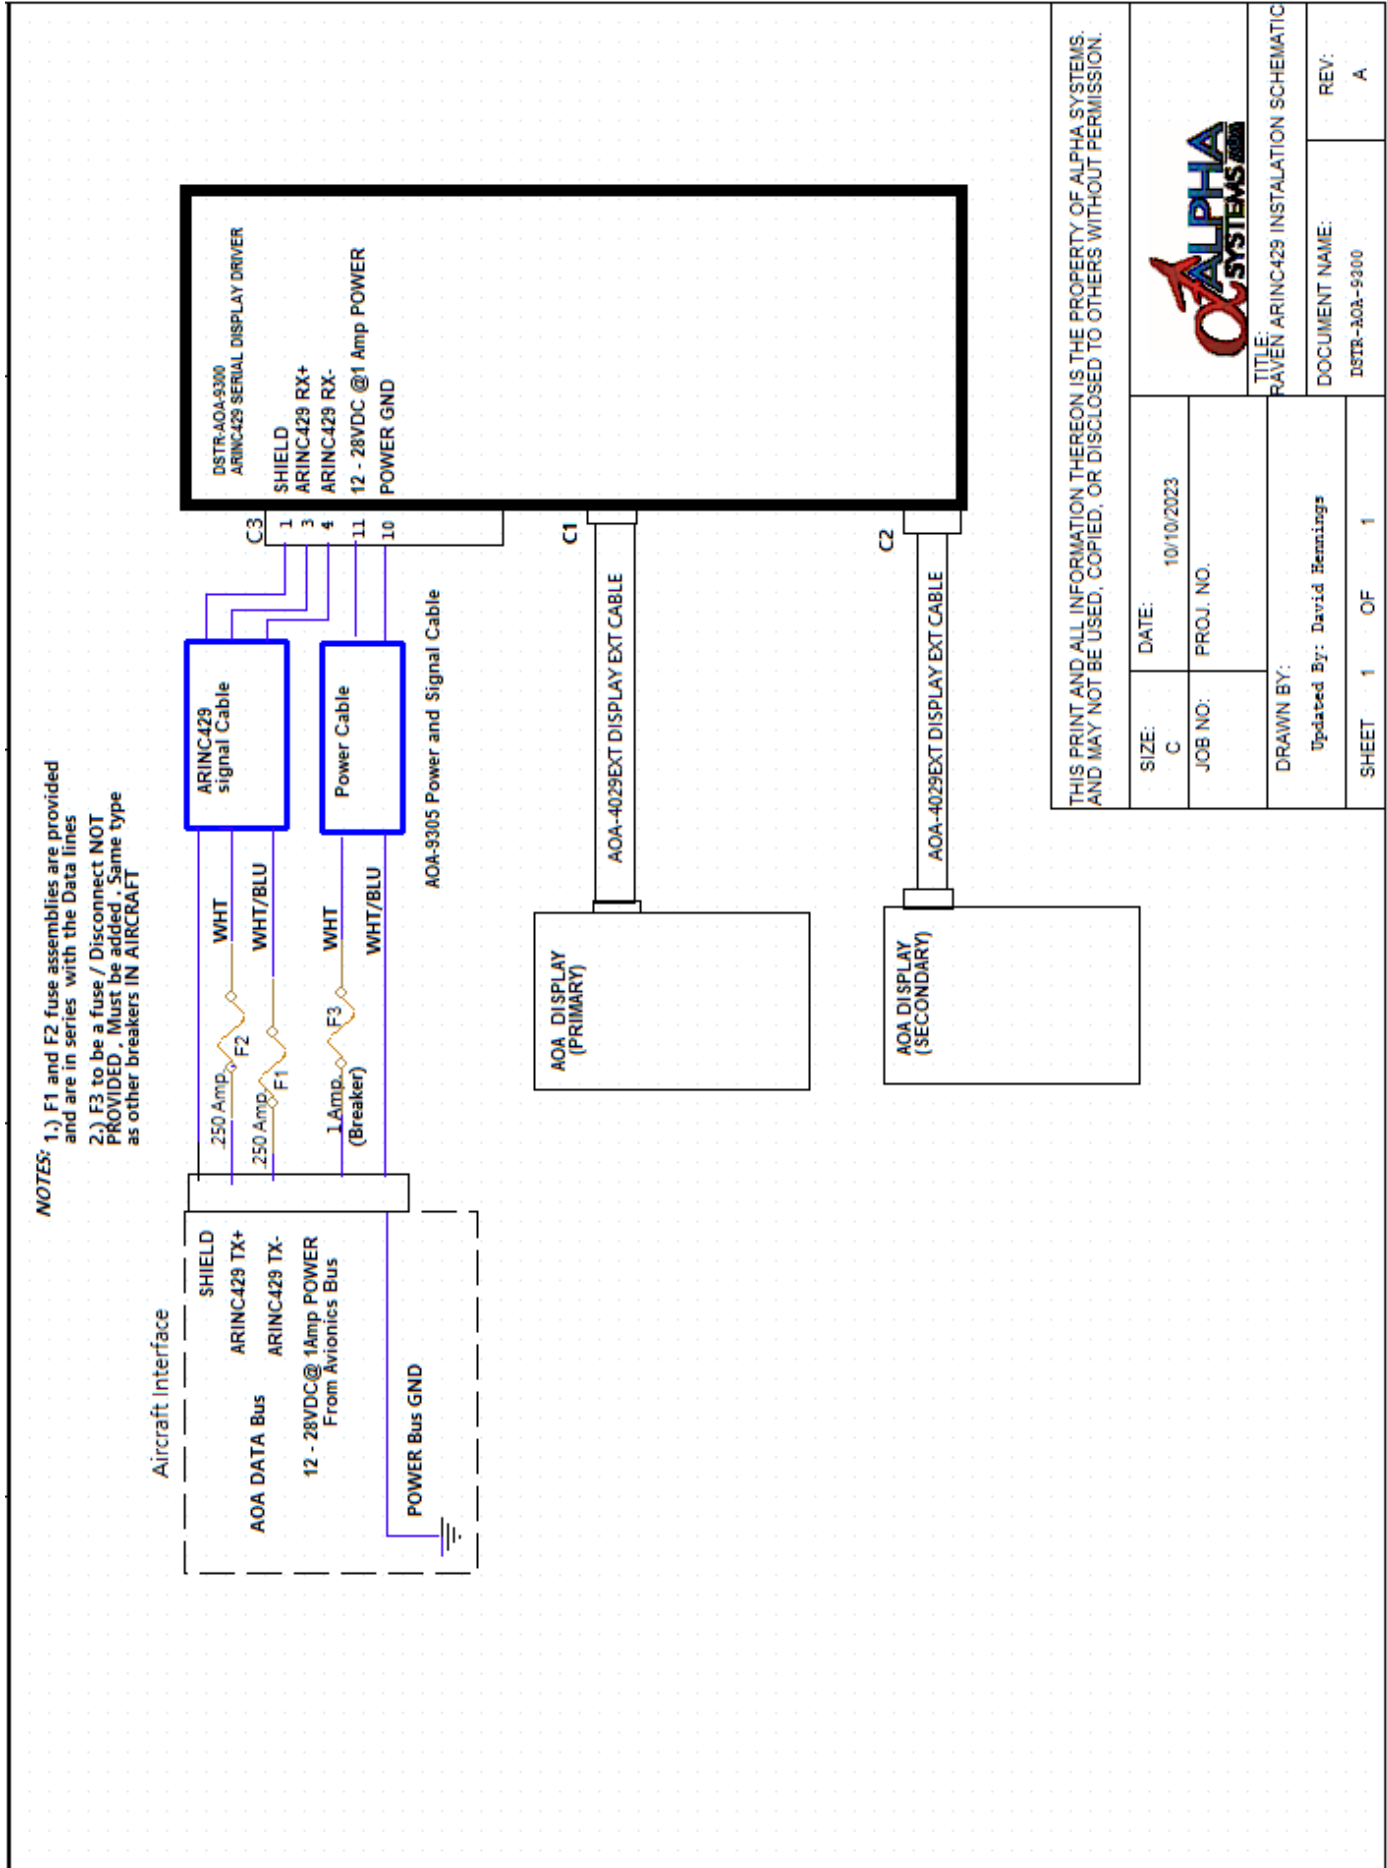 NOTES:
1.) F1 and F2 fuse assemblies are provided
and are in series with the Data lines
2.) F3 to be a fuse / Disconnect NOT
PROVIDED , Must be added . Same type
as other breakers IN AIRCRAFT
Aircraft Interface
SHIELD
ARINC429 TX+
AOA DATA Bus
ARINC429 TX-
12 - 28VDC@ 1Amp POWER
From Avionics Bus
POWER Bus GND
.250 Amp
F2
WHT
.250 Amp
F1
WHT/BLU
1 Amp
(Breaker)
F3
WHT
WHT/BLU
ARINC429
signal Cable
Power Cable
AOA-9305 Power and Signal Cable
C3
1
3
4
11
10
DSTR-AOA-9300
ARINC429 SERIAL DISPLAY DRIVER
SHIELD
ARINC429 RX+
ARINC429 RX-
12 - 28VDC @1 Amp POWER
POWER GND
AOA DISPLAY
(PRIMARY)
AOA-4029EXT DISPLAY EXT CABLE
C1
AOA DISPLAY
(SECONDARY)
AOA-4029EXT DISPLAY EXT CABLE
C2
THIS PRINT AND ALL INFORMATION THEREON IS THE PROPERTY OF ALPHA SYSTEMS.
AND MAY NOT BE USED, COPIED, OR DISCLOSED TO OTHERS WITHOUT PERMISSION.
SIZE:
C
DATE:
10/10/2023
JOB NO:
PROJ. NO.
ALPHA
SYSTEMS AOA
TITLE:
RAVEN ARINC429 INSTALATION SCHEMATIC
DRAWN BY:
Updated By: David Hennings
DOCUMENT NAME:
DSTR-AOA-9300
REV:
A
SHEET 1 OF 1